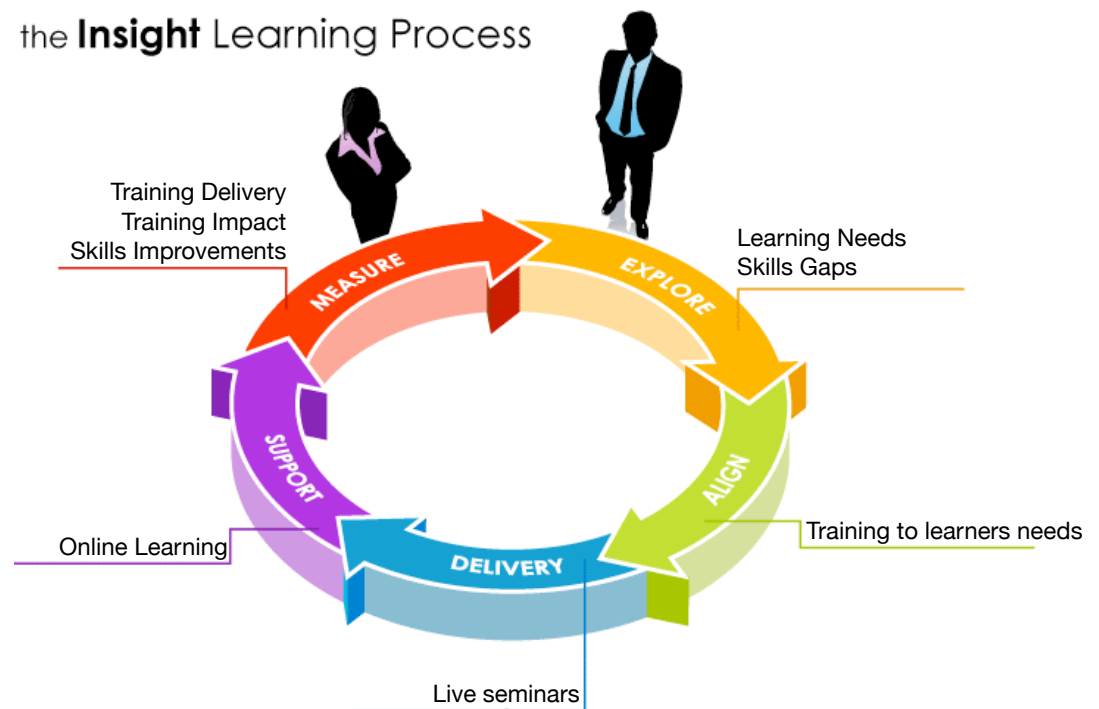 the Insight Learning Process
Training Delivery
Training Impact
Skills Improvements
MEASURE
EXPLORE
Learning Needs
Skills Gaps
ALIGN
Training to learners needs
DELIVERY
Live seminars
SUPPORT
Online Learning